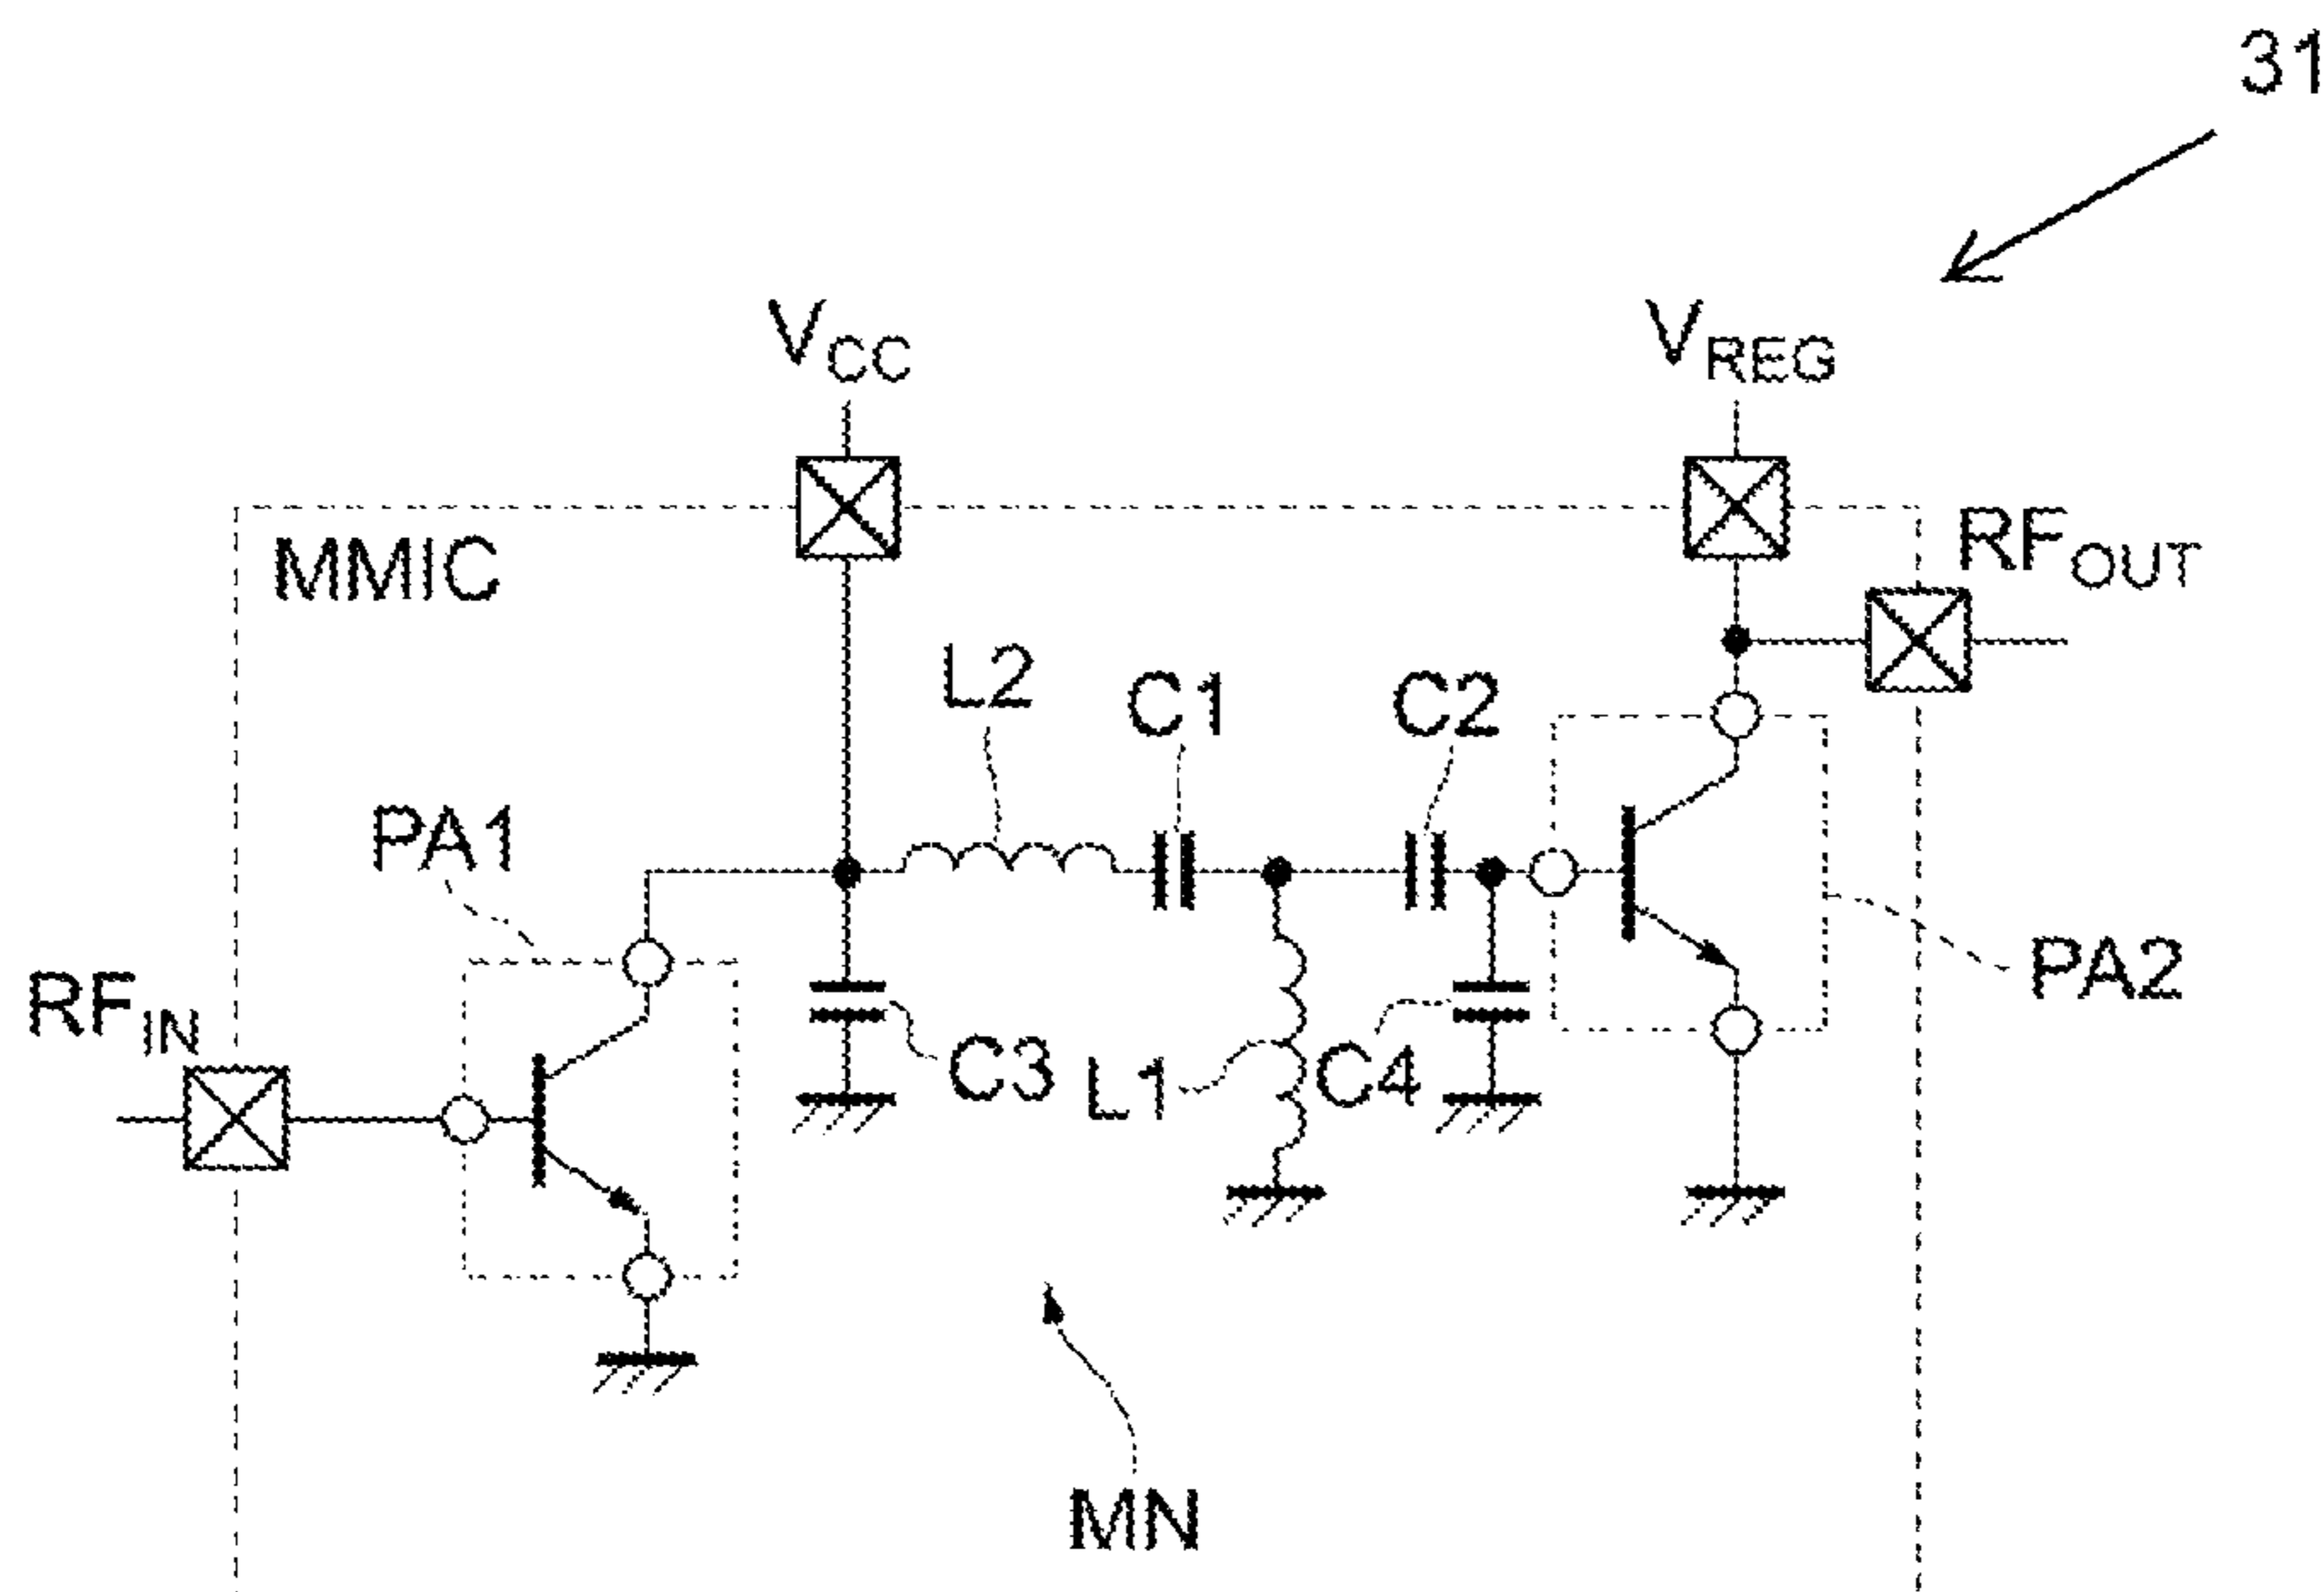 31
VCC
VREG
MMIC
RFOUT
L2
C1
C2
PA1
PA2
RFIN
C3
L1
C4
MN